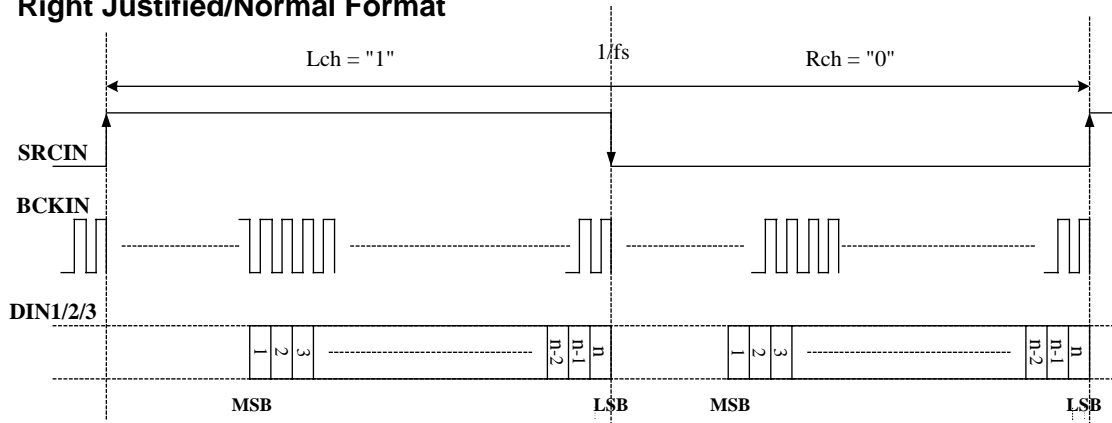 Right Justified/Normal Format
Lch = "1"
1/fs
Rch = "0"
SRCIN
BCKIN
DIN1/2/3
1 2 3 n-2 n-1 n 1 2 3 n-2 n-1 n
MSB LSB MSB LSB